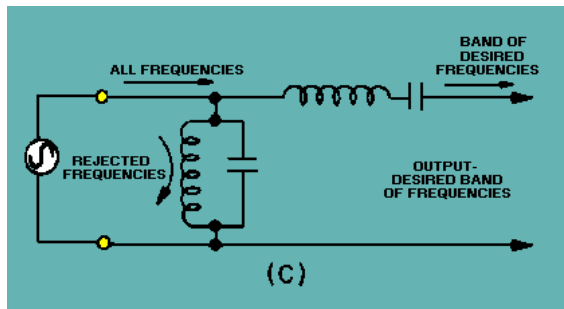 ALL FREQUENCIES
BAND OF
DESIRED
FREQUENCIES
REJECTED
FREQUENCIES
OUTPUT-
DESIRED BAND
OF FREQUENCIES
(C)